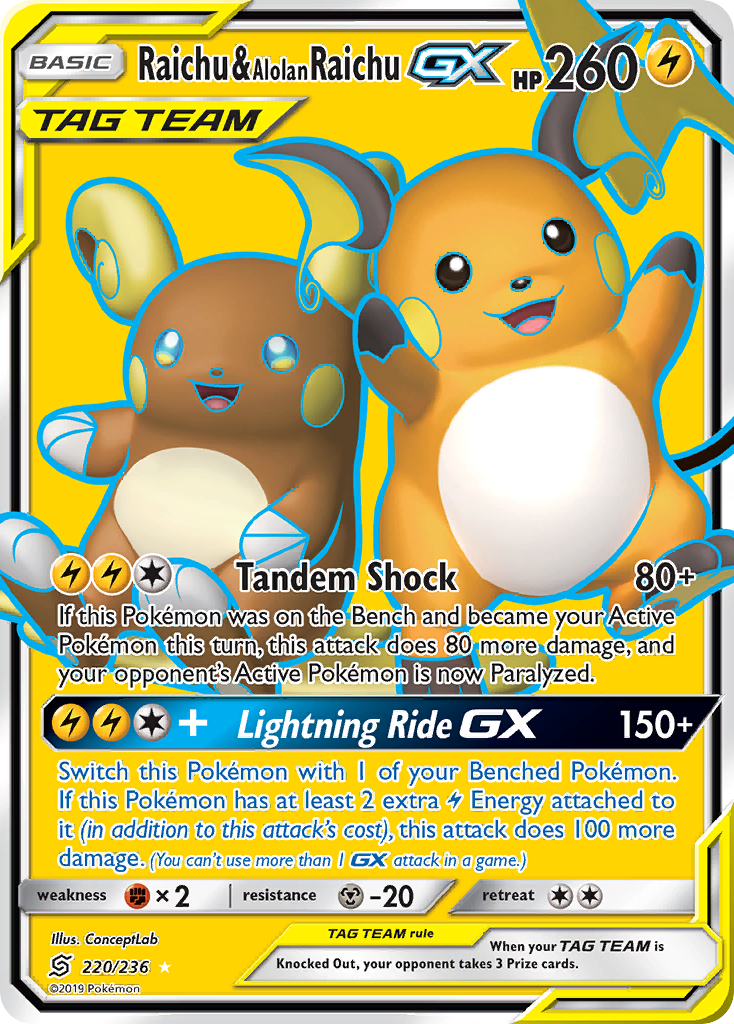 BASIC Raichu & Alolan Raichu GX HP 260
TAG TEAM
Tandem Shock 80+
If this Pokémon was on the Bench and became your Active
Pokémon this turn, this attack does 80 more damage, and
your opponent's Active Pokémon is now Paralyzed.
+ Lightning Ride GX 150+
Switch this Pokémon with 1 of your Benched Pokémon.
If this Pokémon has at least 2 extra Energy attached to
it (in addition to this attack's cost), this attack does 100 more
damage. (You can't use more than 1 GX attack in a game.)
weakness ×2 resistance -20 retreat
Illus. ConceptLab
220/236
©2019 Pokémon
TAG TEAM rule
When your TAG TEAM is
Knocked Out, your opponent takes 3 Prize cards.